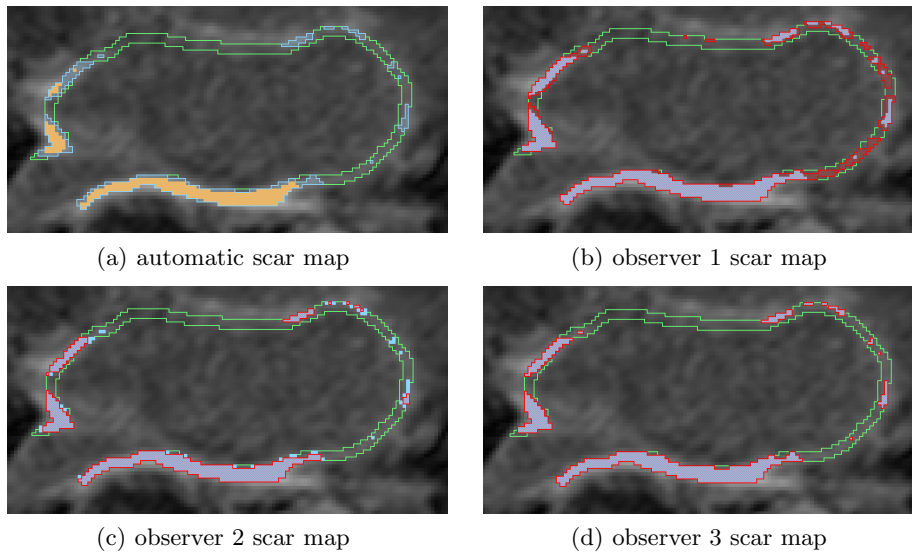 (a) automatic scar map
(b) observer 1 scar map
(c) observer 2 scar map
(d) observer 3 scar map